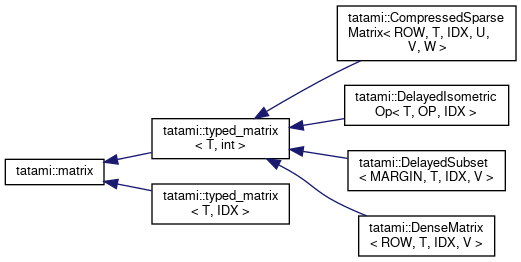 tatami::CompressedSparse
Matrix< ROW, T, IDX, U,
V, W >
tatami::DelayedIsometric
Op< T, OP, IDX >
tatami::typed_matrix
< T, int >
tatami::DelayedSubset
< MARGIN, T, IDX, V >
tatami::matrix
tatami::typed_matrix
< T, IDX >
tatami::DenseMatrix
< ROW, T, IDX, V >